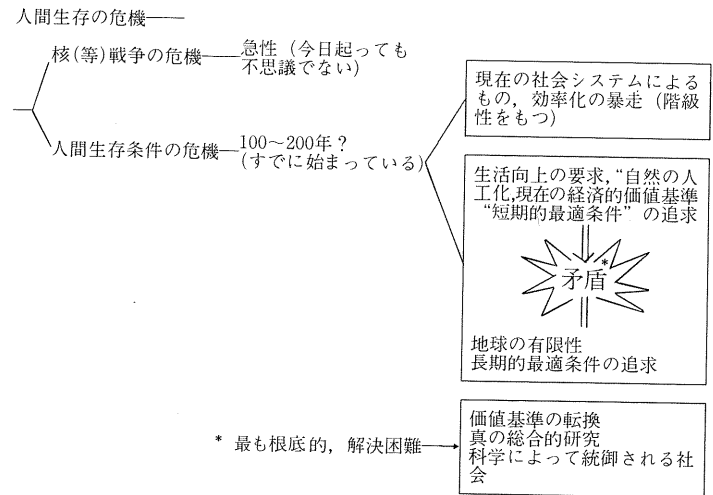 人間生存の危機——
核(等)戦争の危機—急性（今日起っても
不思議でない）
人間生存条件の危機—100〜200年？
(すでに始まっている)
現在の社会システムによる
もの，効率化の暴走（階級
性をもつ）
生活向上の要求，“自然の人
工化，現在の経済的価値基準
“短期的最適条件”の追求
矛盾*
地球の有限性
長期的最適条件の追求
* 最も根底的，解決困難
価値基準の転換
真の総合的研究
科学によって統御される社
会